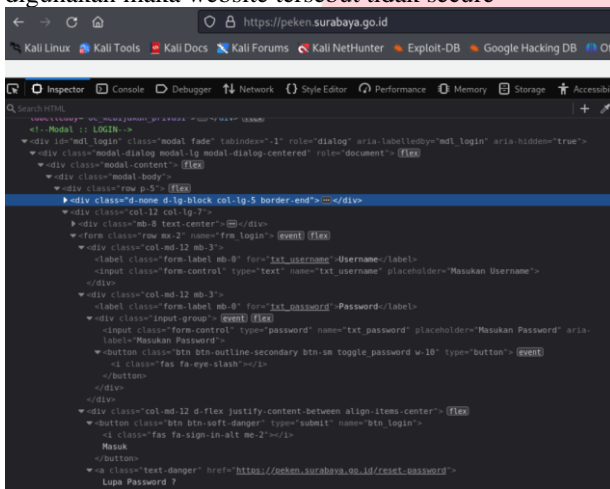 digunakan maka website tersebut tidak secure
https://peken.surabaya.go.id
Kali Linux Kali Tools Kali Docs Kali Forums Kali NetHunter Exploit-DB Google Hacking DB
Inspector Console Debugger Network Style Editor Performance Memory Storage Accessibi
Search HTML
<!--Modal :: LOGIN-->
<div id="mdl_login" class="modal fade" tabindex="-1" role="dialog" aria-labelledby="mdl_login" aria-hidden="true">
<div class="modal-dialog modal-lg modal-dialog-centered" role="document"> flex
<div class="modal-content"> flex
<div class="modal-body">
<div class="row p-5"> flex
<div class="d-none d-lg-block col-lg-5 border-end"> </div>
<div class="col-12 col-lg-7">
<div class="mb-8 text-center"> </div>
<form class="row mx-2" name="frm_login"> event flex
<div class="col-md-12 mb-3">
<label class="form-label mb-0" for="txt_username">Username</label>
<input class="form-control" type="text" name="txt_username" placeholder="Masukan Username">
</div>
<div class="col-md-12 mb-3">
<label class="form-label mb-0" for="txt_password">Password</label>
<div class="input-group"> event flex
<input class="form-control" type="password" name="txt_password" placeholder="Masukan Password" aria-
label="Masukan Password">
<button class="btn btn-outline-secondary btn-sm toggle_password w-10" type="button"> event
<i class="fas fa-eye-slash"></i>
</button>
</div>
</div>
<div class="col-md-12 d-flex justify-content-between align-items-center"> flex
<button class="btn btn-soft-danger" type="submit" name="btn_login">
<i class="fas fa-sign-in-alt me-2"></i>
Masuk
</button>
<a class="text-danger" href="https://peken.surabaya.go.id/reset-password">
Lupa Password ?